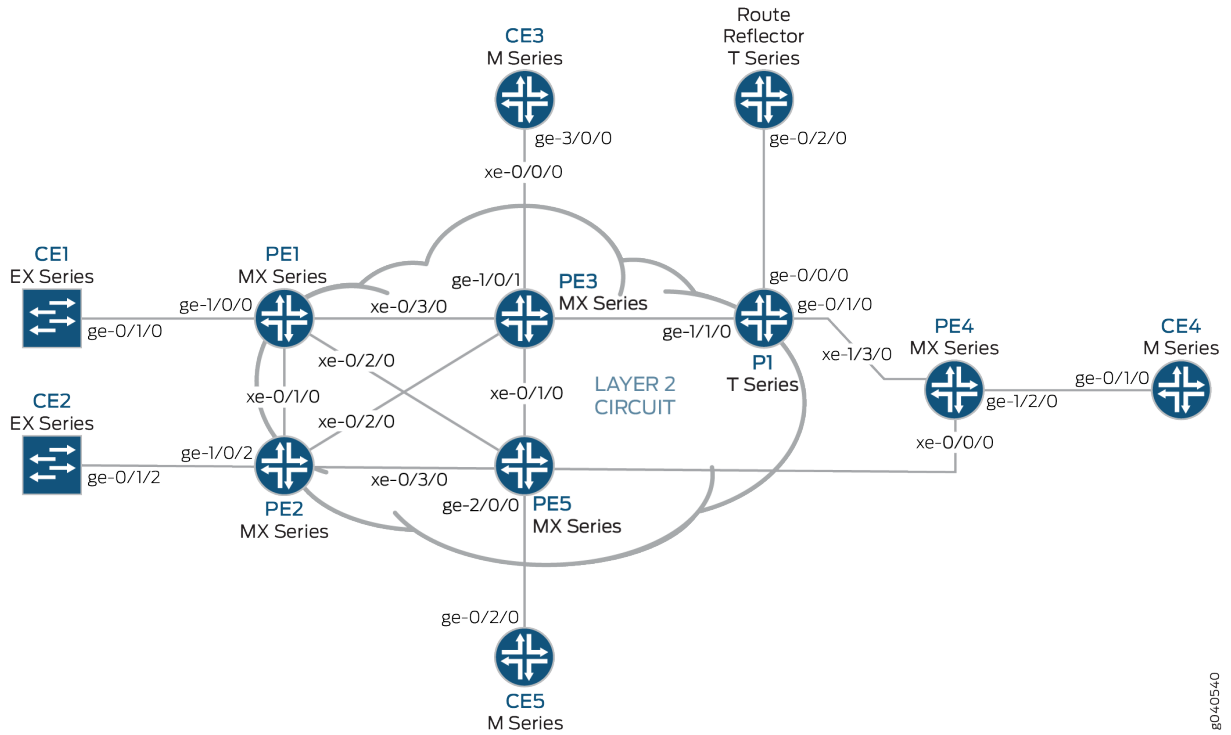 CE3
M Series
Route
Reflector
T Series
ge-3/0/0
ge-0/2/0
xe-0/0/0
CE1
EX Series
PE1
MX Series
ge-1/0/0
ge-0/1/0
xe-0/3/0
ge-1/0/1
PE3
MX Series
ge-0/0/0
ge-0/1/0
ge-1/1/0
P1
T Series
xe-1/3/0
PE4
MX Series
CE4
M Series
ge-0/1/0
ge-1/2/0
xe-0/2/0
xe-0/1/0
xe-0/2/0
xe-0/1/0
LAYER 2
CIRCUIT
CE2
EX Series
ge-1/0/2
ge-0/1/2
xe-0/0/0
xe-0/3/0
PE2
MX Series
ge-2/0/0
PE5
MX Series
ge-0/2/0
CE5
M Series
g040540